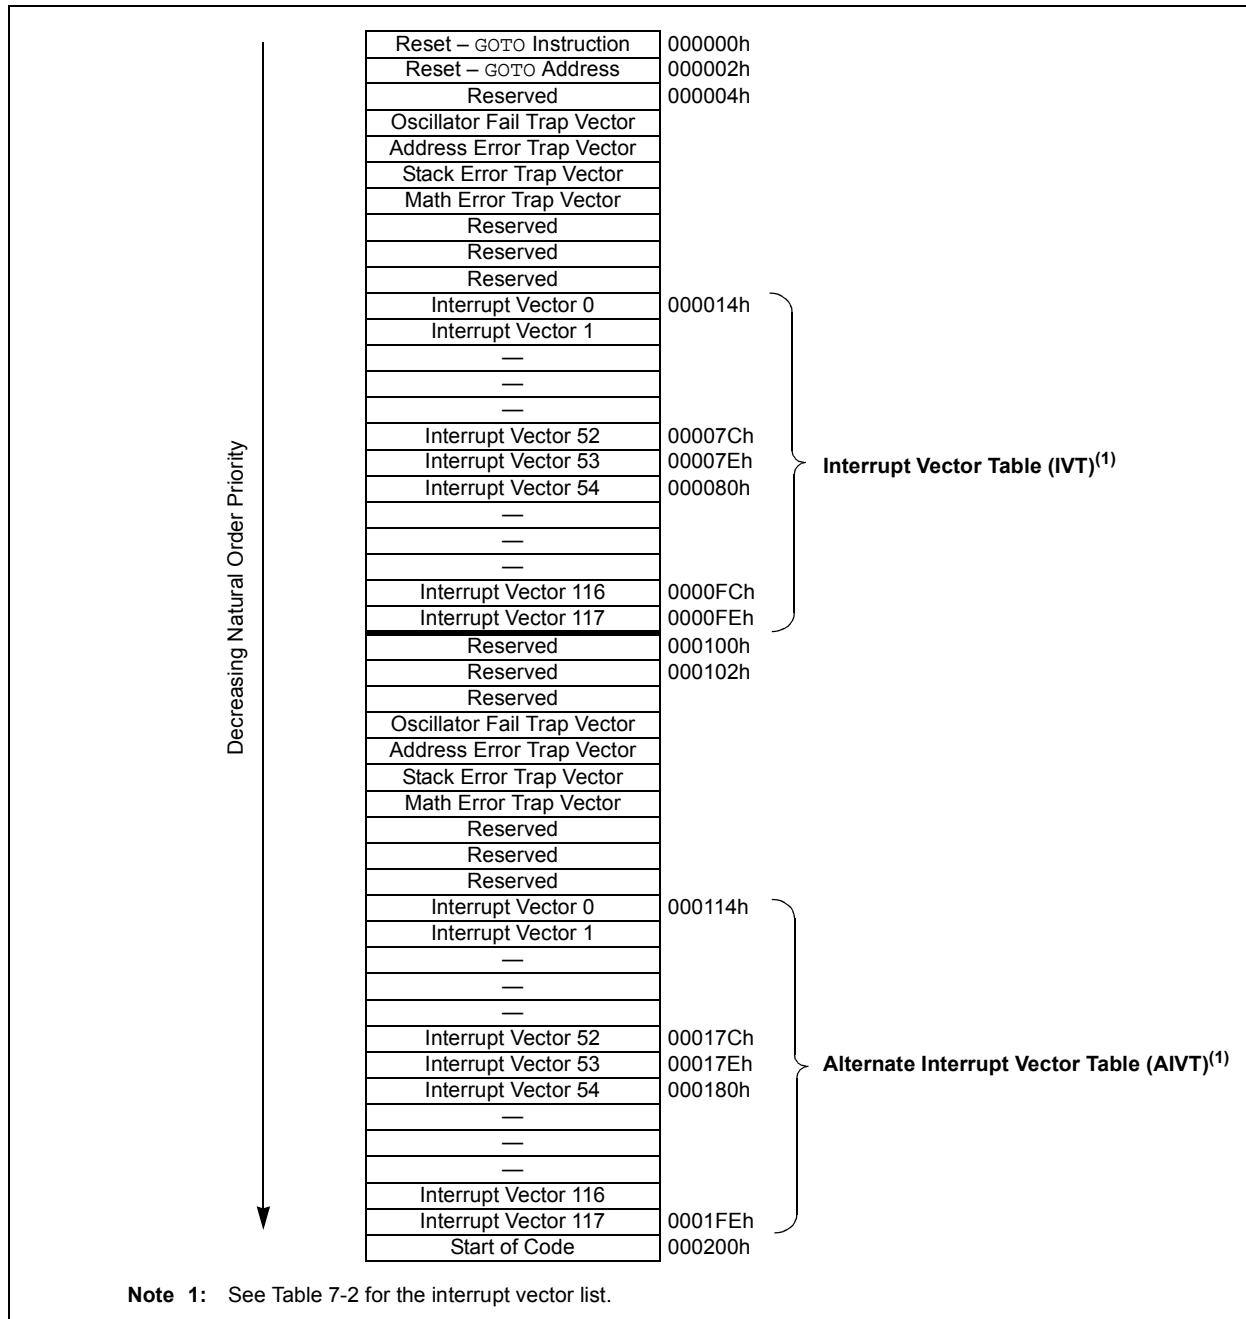 Reset – GOTO Instruction 000000h
Reset – GOTO Address 000002h
Reserved 000004h
Oscillator Fail Trap Vector
Address Error Trap Vector
Stack Error Trap Vector
Math Error Trap Vector
Reserved
Reserved
Reserved
Interrupt Vector 0 000014h
Interrupt Vector 1
—
—
—
Interrupt Vector 52 00007Ch
Interrupt Vector 53 00007Eh
Interrupt Vector 54 000080h
—
—
—
Interrupt Vector 116 0000FCh
Interrupt Vector 117 0000FEh
Interrupt Vector Table (IVT)(1)
Decreasing Natural Order Priority
Reserved 000100h
Reserved 000102h
Reserved
Oscillator Fail Trap Vector
Address Error Trap Vector
Stack Error Trap Vector
Math Error Trap Vector
Reserved
Reserved
Reserved
Interrupt Vector 0 000114h
Interrupt Vector 1
—
—
—
Interrupt Vector 52 00017Ch
Interrupt Vector 53 00017Eh
Interrupt Vector 54 000180h
—
—
—
Interrupt Vector 116
Interrupt Vector 117 0001FEh
Alternate Interrupt Vector Table (AIVT)(1)
Start of Code 000200h
Note 1: See Table 7-2 for the interrupt vector list.